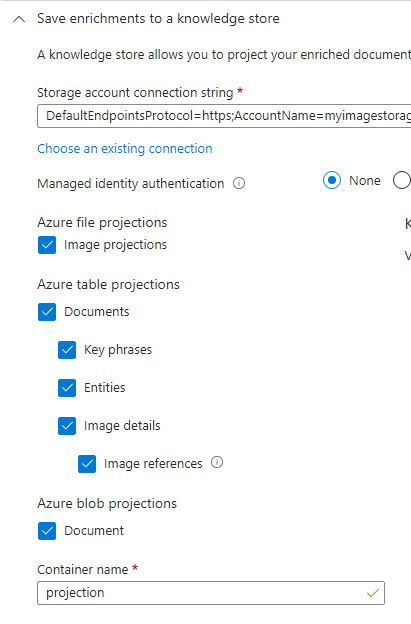 Save enrichments to a knowledge store
A knowledge store allows you to project your enriched document
Storage account connection string *
DefaultEndpointsProtocol=https;AccountName=myimagestorag
Choose an existing connection
Managed identity authentication
None
Azure file projections
K
Image projections
V
Azure table projections
Documents
Key phrases
Entities
Image details
Image references
Azure blob projections
Document
Container name *
projection